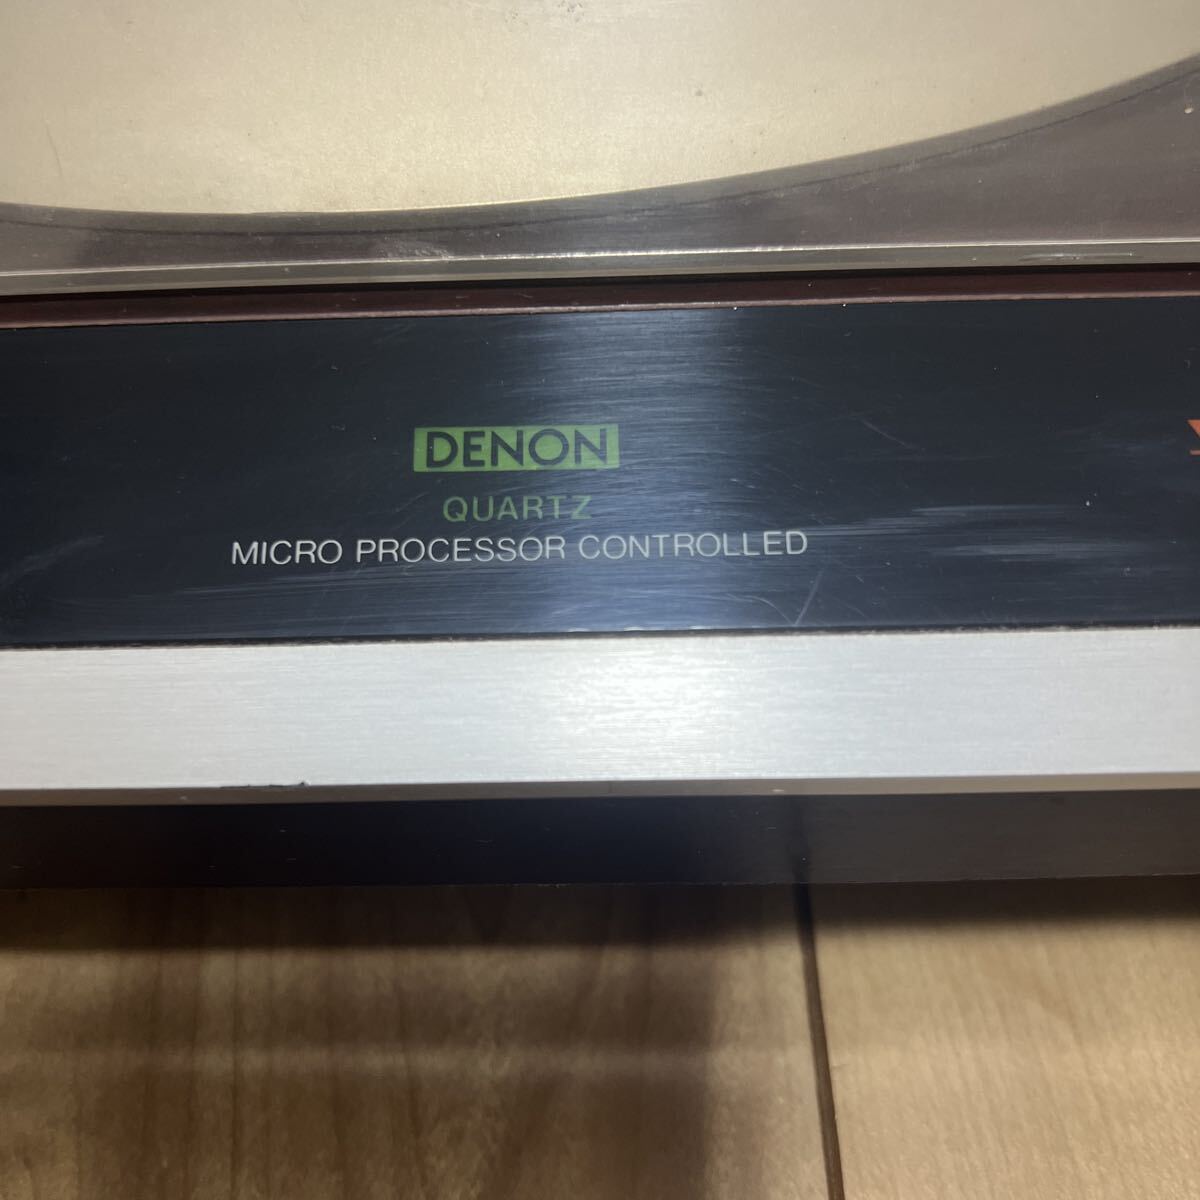 DENON
QUARTZ
MICRO PROCESSOR CONTROLLED